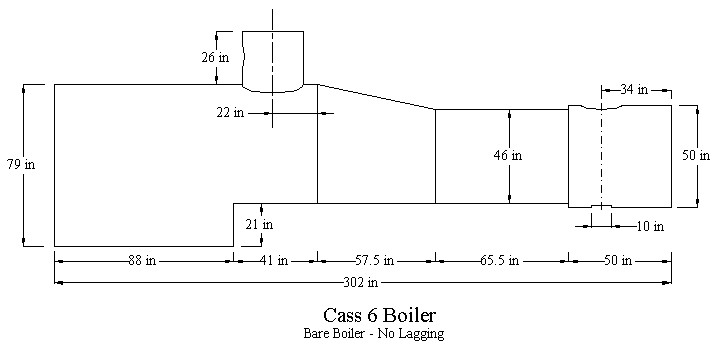 26 in
34 in
22 in
79 in
46 in
50 in
21 in
10 in
88 in
41 in
57.5 in
65.5 in
50 in
302 in
Cass 6 Boiler
Bare Boiler - No Lagging